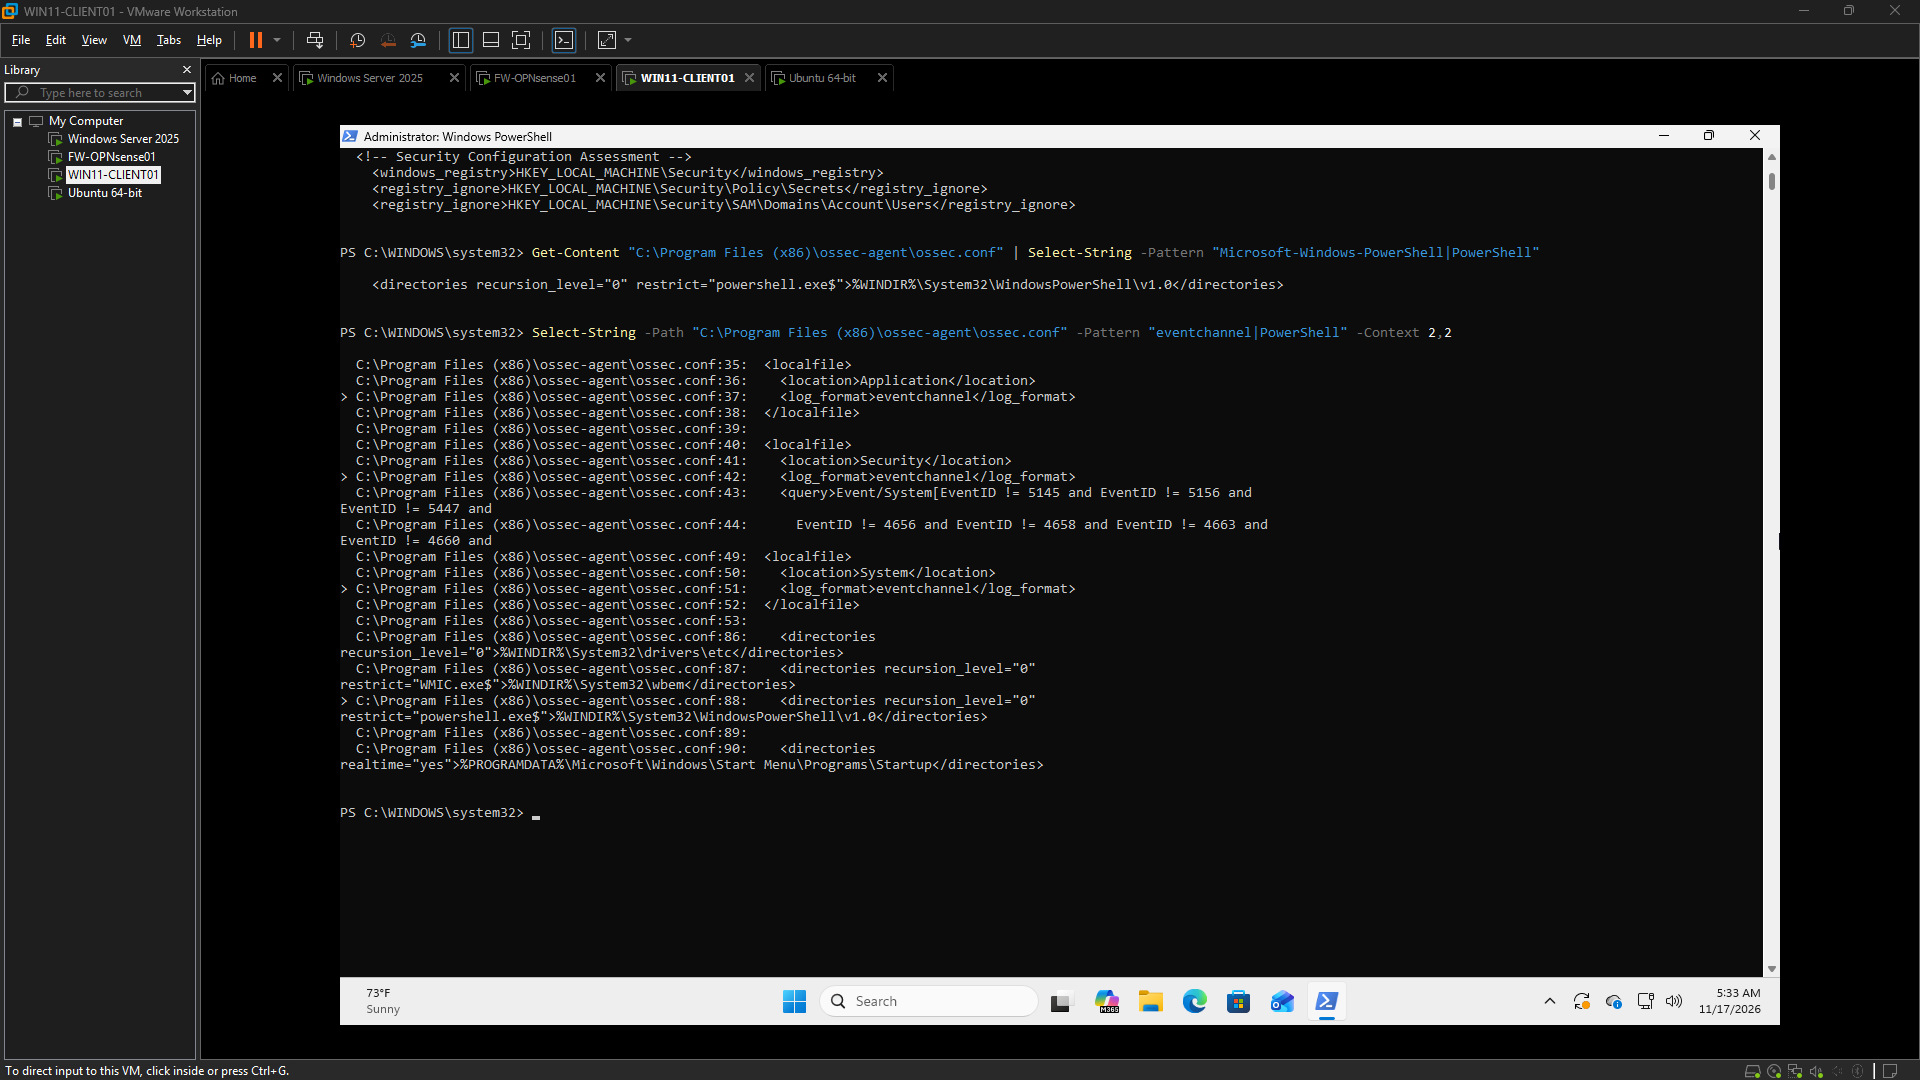 WIN11-CLIENT01 - VMware Workstation
File Edit View VM Tabs Help
Library
Type here to search
My Computer
Windows Server 2025
FW-OPNsense01
WIN11-CLIENT01
Ubuntu 64-bit
Home Windows Server 2025 FW-OPNsense01 WIN11-CLIENT01 Ubuntu 64-bit
Administrator: Windows PowerShell
<!-- Security Configuration Assessment -->
<windows_registry>HKEY_LOCAL_MACHINE\Security</windows_registry>
<registry_ignore>HKEY_LOCAL_MACHINE\Security\Policy\Secrets</registry_ignore>
<registry_ignore>HKEY_LOCAL_MACHINE\Security\SAM\Domains\Account\Users</registry_ignore>
PS C:\WINDOWS\system32> Get-Content "C:\Program Files (x86)\ossec-agent\ossec.conf" | Select-String -Pattern "Microsoft-Windows-PowerShell|PowerShell"
<directories recursion_level="0" restrict="powershell.exe$">%WINDIR%\System32\WindowsPowerShell\v1.0</directories>
PS C:\WINDOWS\system32> Select-String -Path "C:\Program Files (x86)\ossec-agent\ossec.conf" -Pattern "eventchannel|PowerShell" -Context 2,2
C:\Program Files (x86)\ossec-agent\ossec.conf:35: <localfile>
C:\Program Files (x86)\ossec-agent\ossec.conf:36: <location>Application</location>
> C:\Program Files (x86)\ossec-agent\ossec.conf:37: <log_format>eventchannel</log_format>
C:\Program Files (x86)\ossec-agent\ossec.conf:38: </localfile>
C:\Program Files (x86)\ossec-agent\ossec.conf:39:
C:\Program Files (x86)\ossec-agent\ossec.conf:40: <localfile>
C:\Program Files (x86)\ossec-agent\ossec.conf:41: <location>Security</location>
> C:\Program Files (x86)\ossec-agent\ossec.conf:42: <log_format>eventchannel</log_format>
C:\Program Files (x86)\ossec-agent\ossec.conf:43: <query>Event/System[EventID != 5145 and EventID != 5156 and
EventID != 5447 and
C:\Program Files (x86)\ossec-agent\ossec.conf:44: EventID != 4656 and EventID != 4658 and EventID != 4663 and
EventID != 4660 and
C:\Program Files (x86)\ossec-agent\ossec.conf:49: <localfile>
C:\Program Files (x86)\ossec-agent\ossec.conf:50: <location>System</location>
> C:\Program Files (x86)\ossec-agent\ossec.conf:51: <log_format>eventchannel</log_format>
C:\Program Files (x86)\ossec-agent\ossec.conf:52: </localfile>
C:\Program Files (x86)\ossec-agent\ossec.conf:53:
C:\Program Files (x86)\ossec-agent\ossec.conf:86: <directories
recursion_level="0">%WINDIR%\System32\drivers\etc</directories>
C:\Program Files (x86)\ossec-agent\ossec.conf:87: <directories recursion_level="0"
restrict="WMIC.exe$">%WINDIR%\System32\wbem</directories>
> C:\Program Files (x86)\ossec-agent\ossec.conf:88: <directories recursion_level="0"
restrict="powershell.exe$">%WINDIR%\System32\WindowsPowerShell\v1.0</directories>
C:\Program Files (x86)\ossec-agent\ossec.conf:89:
C:\Program Files (x86)\ossec-agent\ossec.conf:90: <directories
realtime="yes">%PROGRAMDATA%\Microsoft\Windows\Start Menu\Programs\Startup</directories>
PS C:\WINDOWS\system32>
73°F
Sunny
Search
M365
5:33 AM
11/17/2026
To direct input to this VM, click inside or press Ctrl+G.